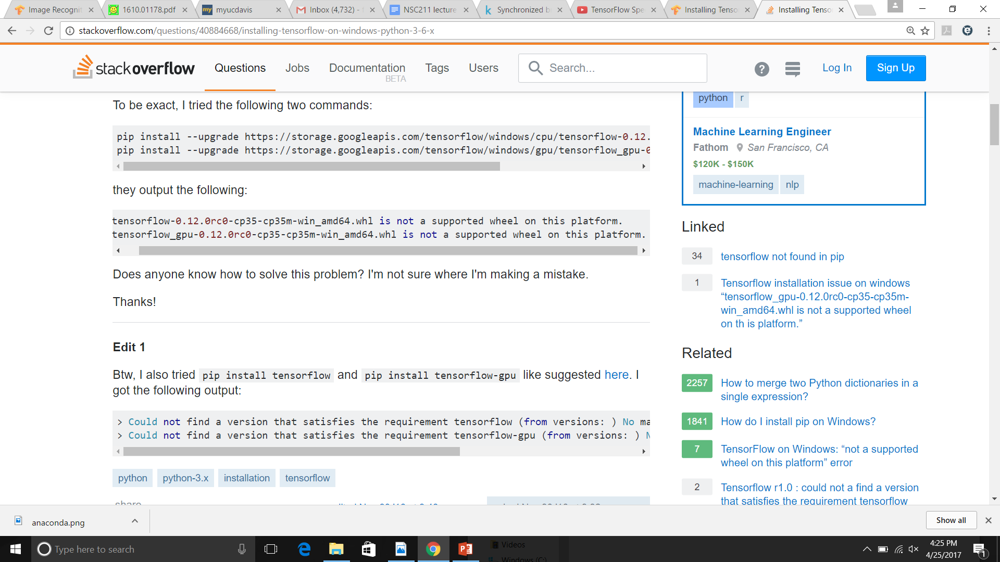 Image Recognit
1610.01178.pdf
my myucdavis
Inbox (4,732) -
NSC211 lecture
k Synchronized b
TensorFlow Spe
Installing Tenso
Installing Tenso
stackoverflow.com/questions/40884668/installing-tensorflow-on-windows-python-3-6-x
stackoverflow
Questions
Jobs
Documentation
BETA
Tags
Users
Search...
?
Log In
Sign Up
To be exact, I tried the following two commands:
pip install --upgrade https://storage.googleapis.com/tensorflow/windows/cpu/tensorflow-0.12.
pip install --upgrade https://storage.googleapis.com/tensorflow/windows/gpu/tensorflow_gpu-0
they output the following:
tensorflow-0.12.0rc0-cp35-cp35m-win_amd64.whl is not a supported wheel on this platform.
tensorflow_gpu-0.12.0rc0-cp35-cp35m-win_amd64.whl is not a supported wheel on this platform.
Does anyone know how to solve this problem? I'm not sure where I'm making a mistake.
Thanks!
Edit 1
Btw, I also tried pip install tensorflow and pip install tensorflow-gpu like suggested here. I
got the following output:
> Could not find a version that satisfies the requirement tensorflow (from versions: ) No ma
> Could not find a version that satisfies the requirement tensorflow-gpu (from versions: ) N
python python-3.x installation tensorflow
share
python r
Machine Learning Engineer
Fathom San Francisco, CA
$120K - $150K
machine-learning nlp
Linked
34 tensorflow not found in pip
1 Tensorflow installation issue on windows
“tensorflow_gpu-0.12.0rc0-cp35-cp35m-
win_amd64.whl is not a supported wheel
on th is platform.”
Related
2257 How to merge two Python dictionaries in a
single expression?
1841 How do I install pip on Windows?
7 TensorFlow on Windows: “not a supported
wheel on this platform” error
2 Tensorflow r1.0 : could not a find a version
that satisfies the requirement tensorflow
anaconda.png
Show all
Type here to search
Videos
Windows (C:)
4:25 PM
4/25/2017
1